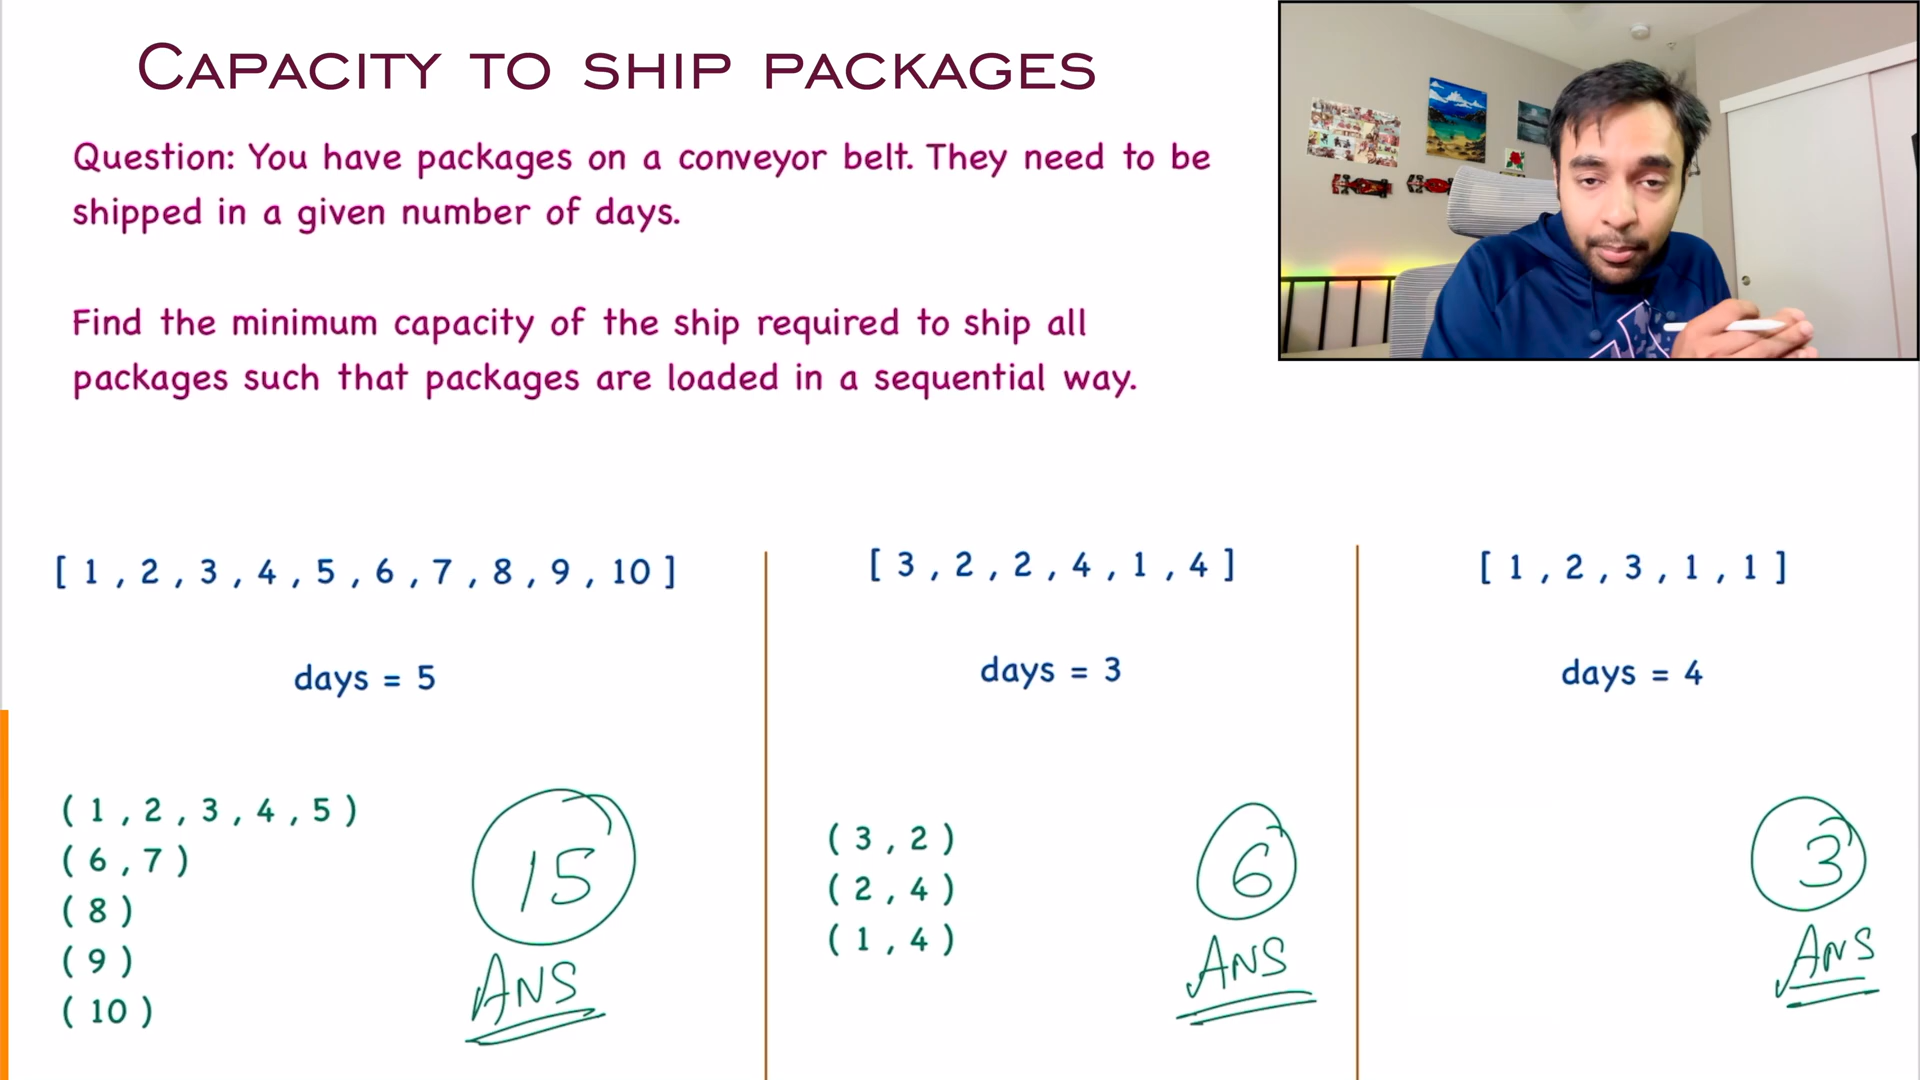 CAPACITY TO SHIP PACKAGES
Question: You have packages on a conveyor belt. They need to be
shipped in a given number of days.
Find the minimum capacity of the ship required to ship all
packages such that packages are loaded in a sequential way.
[ 1 , 2 , 3 , 4 , 5 , 6 , 7 , 8 , 9 , 10 ]
days = 5
( 1 , 2 , 3 , 4 , 5 )
( 6 , 7 )
( 8 )
( 9 )
( 10 )
15
ANS
[ 3 , 2 , 2 , 4 , 1 , 4 ]
days = 3
( 3 , 2 )
( 2 , 4 )
( 1 , 4 )
6
ANS
[ 1 , 2 , 3 , 1 , 1 ]
days = 4
3
ANS